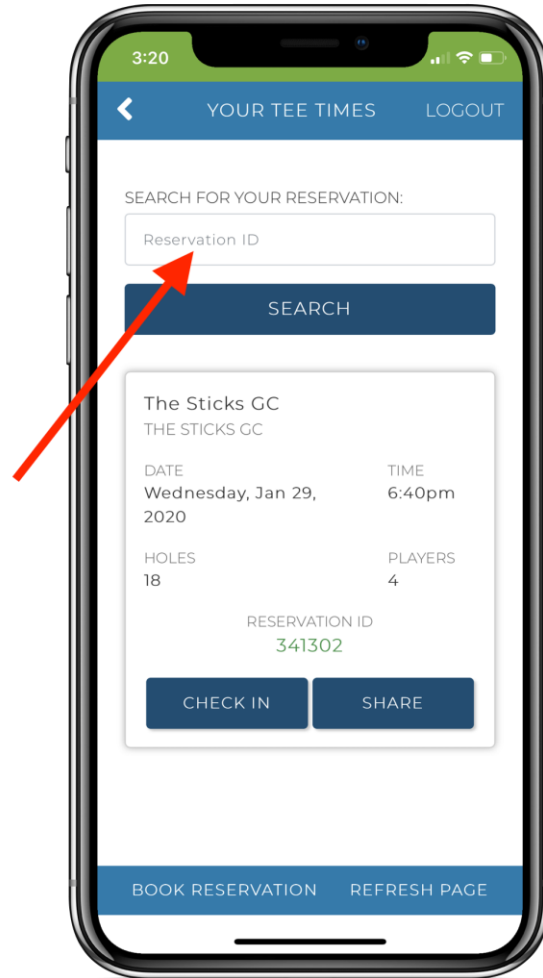 3:20
YOUR TEE TIMES LOGOUT
SEARCH FOR YOUR RESERVATION:
Reservation ID
SEARCH
The Sticks GC
THE STICKS GC
DATE TIME
Wednesday, Jan 29, 6:40pm
2020
HOLES PLAYERS
18 4
RESERVATION ID
341302
CHECK IN SHARE
BOOK RESERVATION REFRESH PAGE